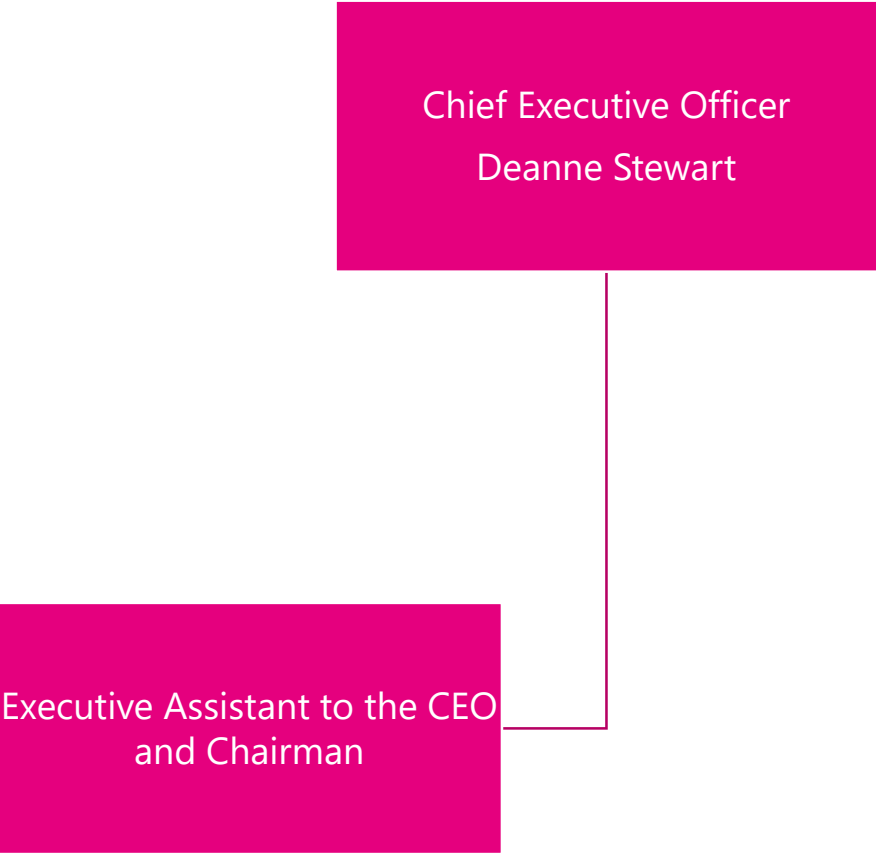 Chief Executive Officer
Deanne Stewart
Executive Assistant to the CEO
and Chairman